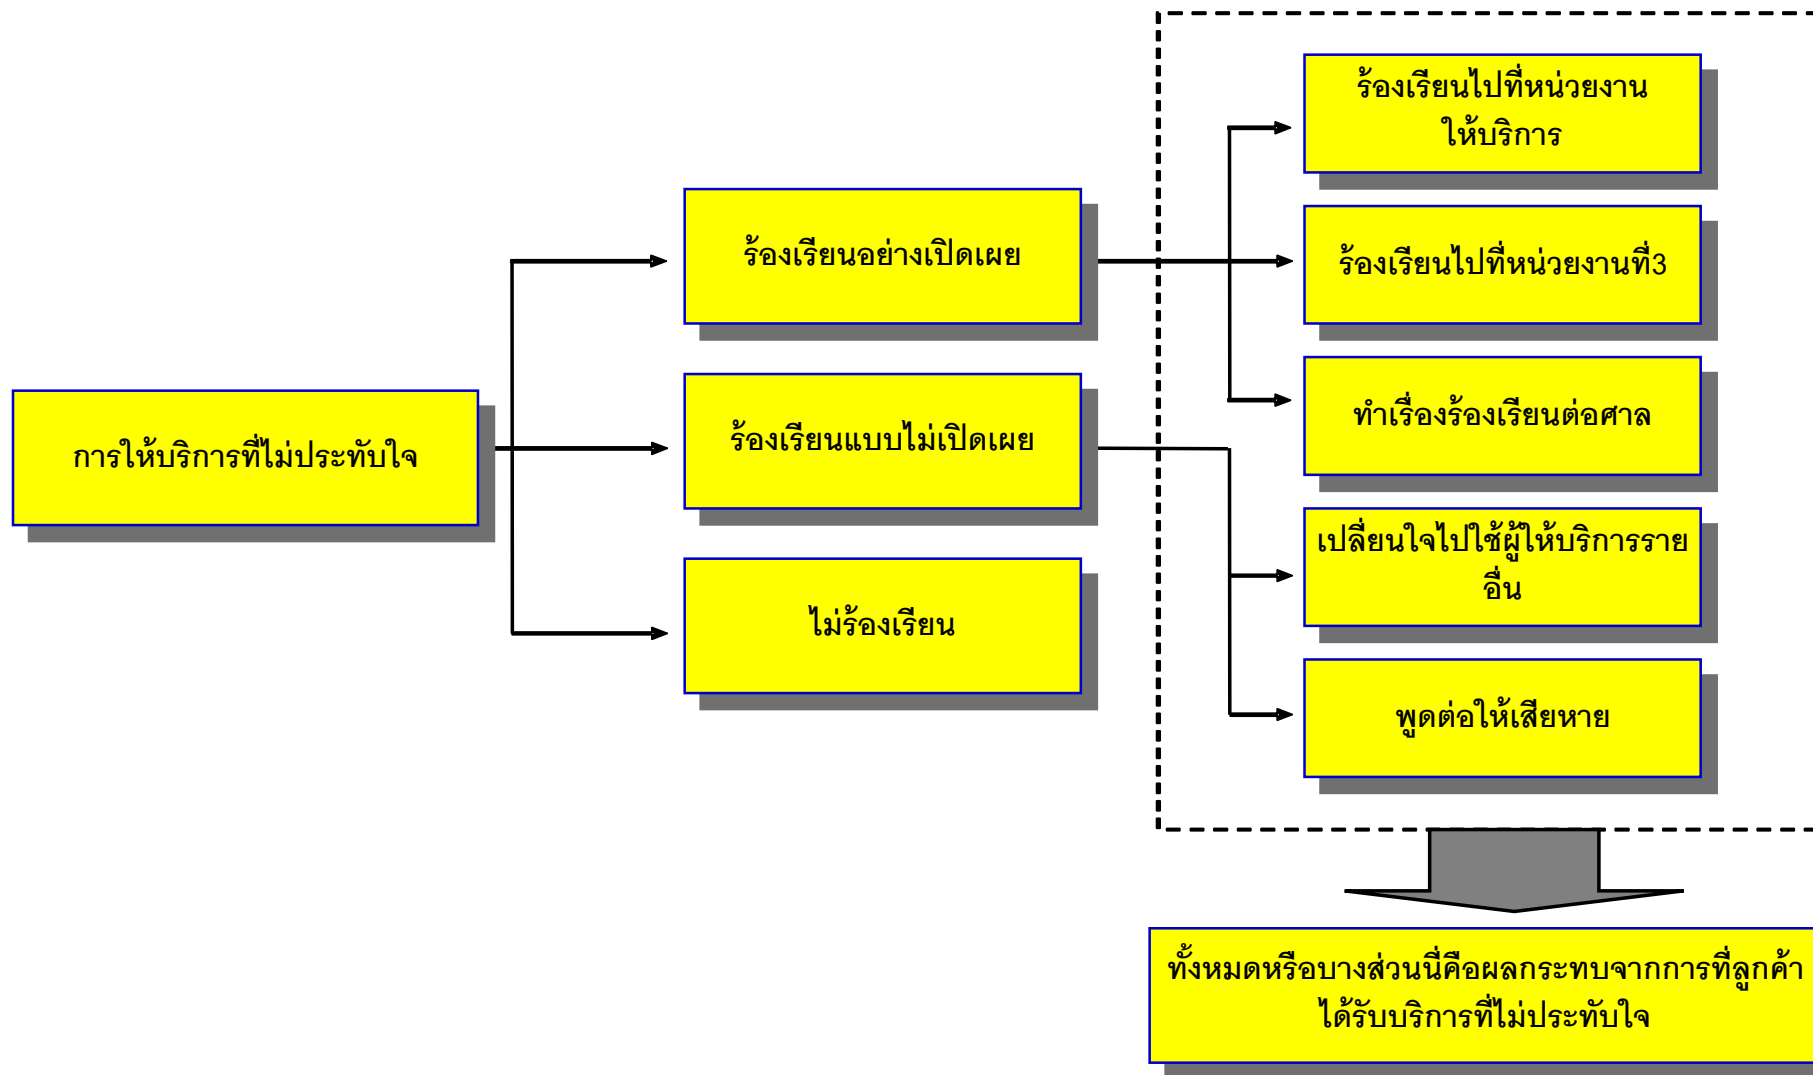 การให้บริการที่ไม่ประทับใจ
ร้องเรียนอย่างเปิดเผย
ร้องเรียนแบบไม่เปิดเผย
ไม่ร้องเรียน
ร้องเรียนไปที่หน่วยงาน
ให้บริการ
ร้องเรียนไปที่หน่วยงานที่3
ทำเรื่องร้องเรียนต่อศาล
เปลี่ยนใจไปใช้ผู้ให้บริการราย
อื่น
พูดต่อให้เสียหาย
ทั้งหมดหรือบางส่วนนี่คือผลกระทบจากการที่ลูกค้า
ได้รับบริการที่ไม่ประทับใจ